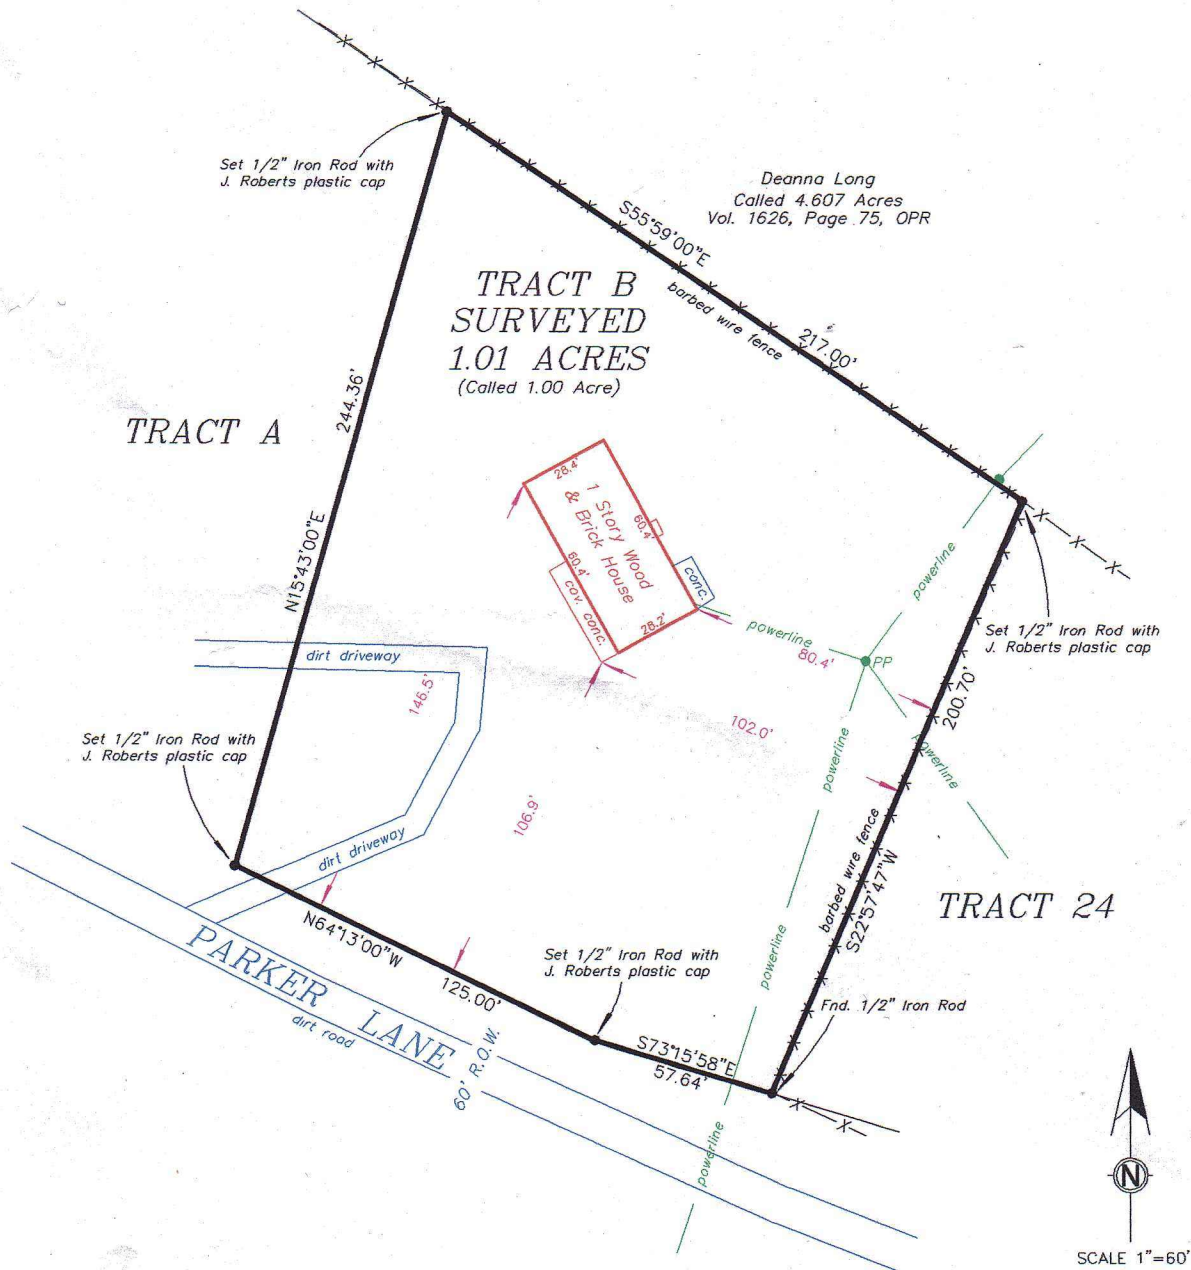 Set 1/2" Iron Rod with
J. Roberts plastic cap
Deanna Long
Called 4.607 Acres
Vol. 1626, Page 75, OPR
S55°59'00"E
barbed wire fence
217.00'
TRACT B
SURVEYED
1.01 ACRES
(Called 1.00 Acre)
244.36'
N15°43'00"E
TRACT A
28.4'
1 Story Wood
& Brick House
60.4'
60.4'
cov. conc.
conc.
28.2'
powerline
powerline
PP
80.4'
Set 1/2" Iron Rod with
J. Roberts plastic cap
dirt driveway
146.5'
102.0'
200.70'
powerline
powerline
Set 1/2" Iron Rod with
J. Roberts plastic cap
106.9'
dirt driveway
barbed wire fence
S22°57'47"W
TRACT 24
N64°13'00"W
125.00'
Set 1/2" Iron Rod with
J. Roberts plastic cap
powerline
Fnd. 1/2" Iron Rod
PARKER LANE
dirt road
60' R.O.W.
S73°15'58"E
57.64'
powerline
N
SCALE 1"=60'